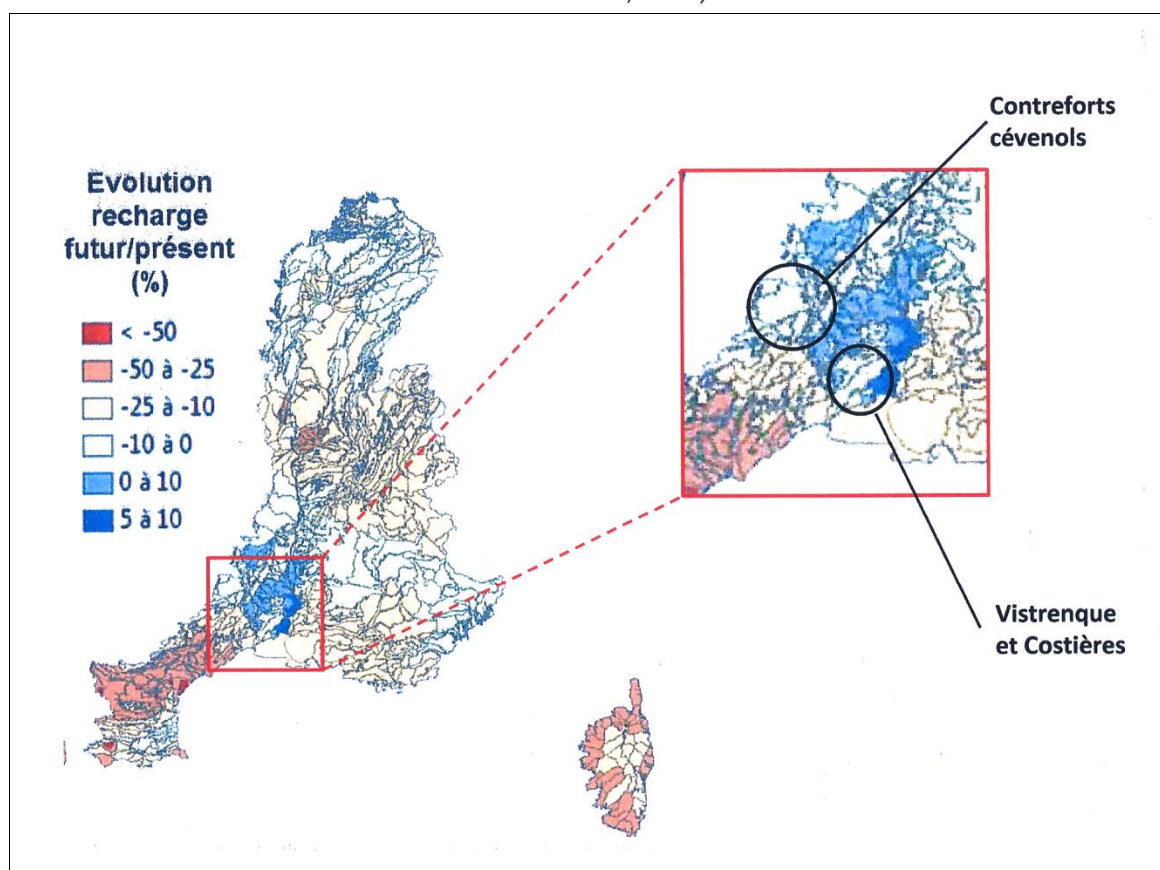 Contreforts
cévenols
Evolution
recharge
futur/présent
(%)
< -50
-50 à -25
-25 à -10
-10 à 0
0 à 10
5 à 10
Vistrenque
et Costières